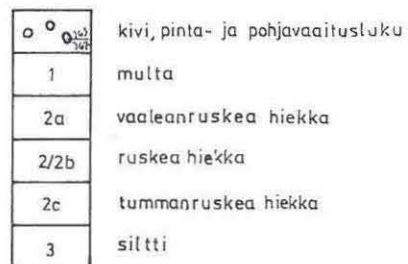 kivi, pinta- ja pohjavaaitusluku
1 multa
2a vaaleanruskea hiekka
2/2b ruskea hiekka
2c tummanruskea hiekka
3 siltti